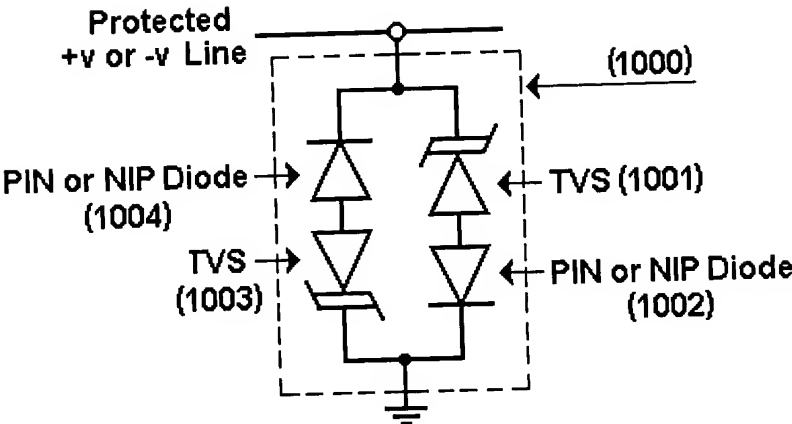 Protected
+v or -v Line
(1000)
PIN or NIP Diode
(1004)
TVS (1001)
TVS
(1003)
PIN or NIP Diode
(1002)